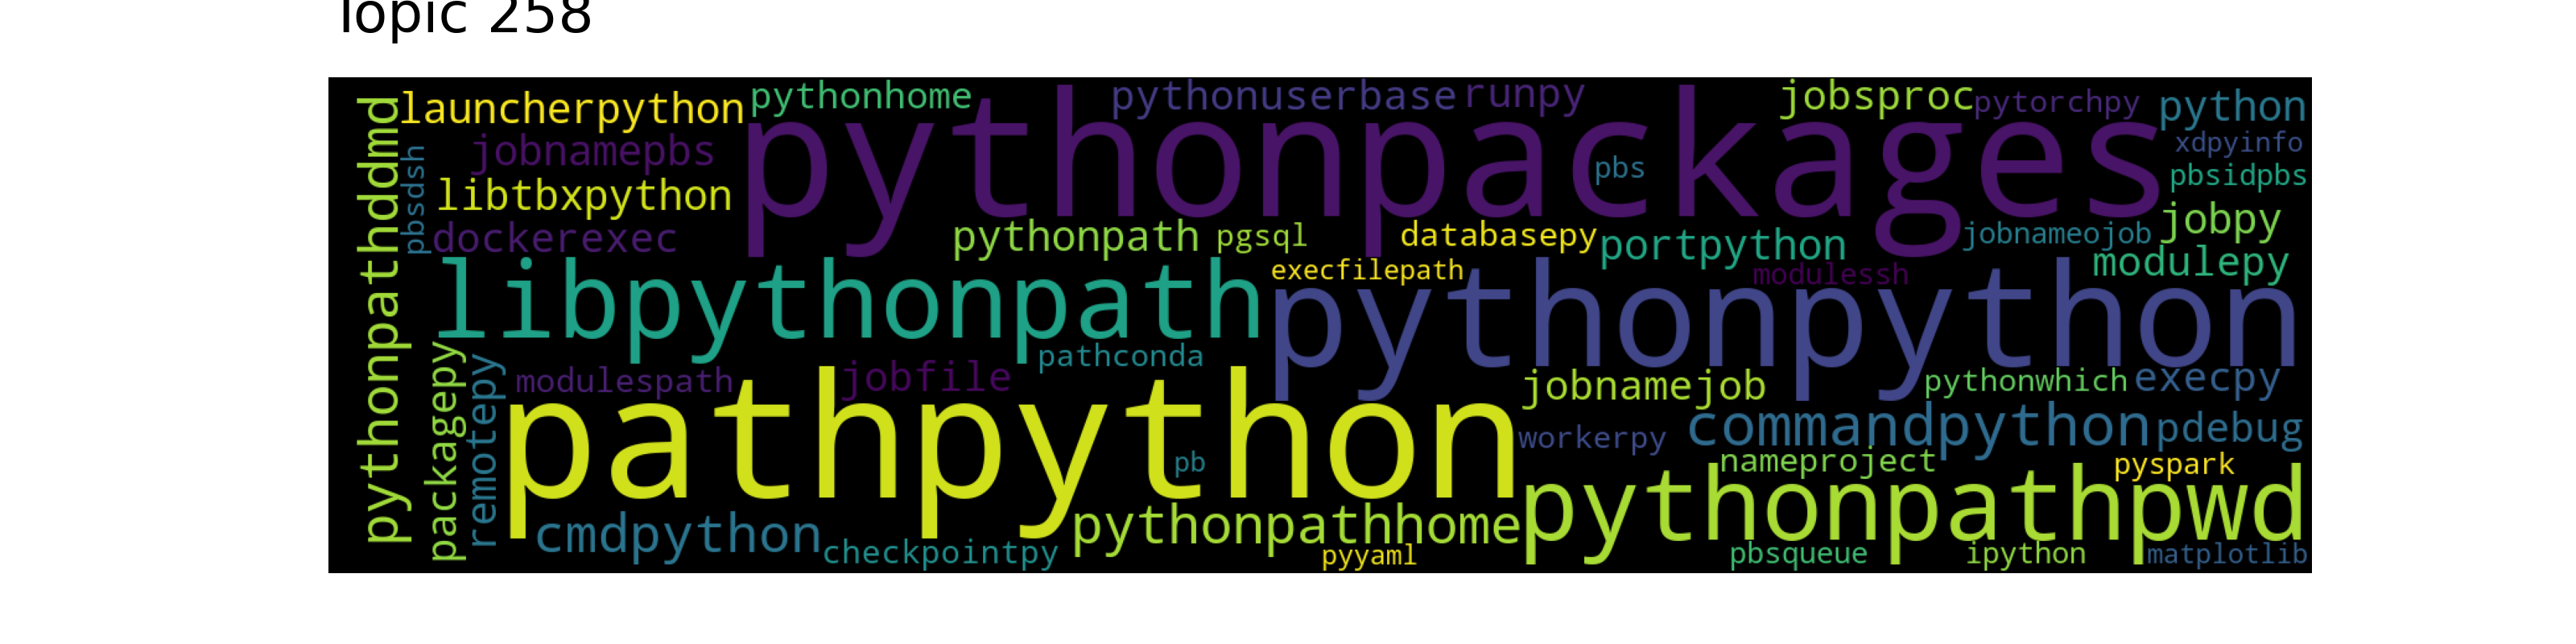 Topic 258
launcherpython
pythonhome
pythonuserbase
runpy
jobsproc
pytorchpy
python
jobnamepbs
pythonpackages
pbs
xdpyinfo
pbsidpbs
libtbxpython
pbsdsh
dockerexec
pythonpath
pgsql
databasepy
portpython
jobnameojob
jobpy
modulepy
pythonpathddmd
libpythonpath
execfilepath
modulessh
pythonpython
pathconda
packagepy
remotepy
modulespath
jobfile
jobnamejob
pythonwhich
execpy
pathpython
pb
workerpy
commandpython
pdebug
nameproject
pyspark
cmdpython
checkpointpy
pythonpathhome
pythonpathpwd
pyyaml
pbsqueue
ipython
matplotlib